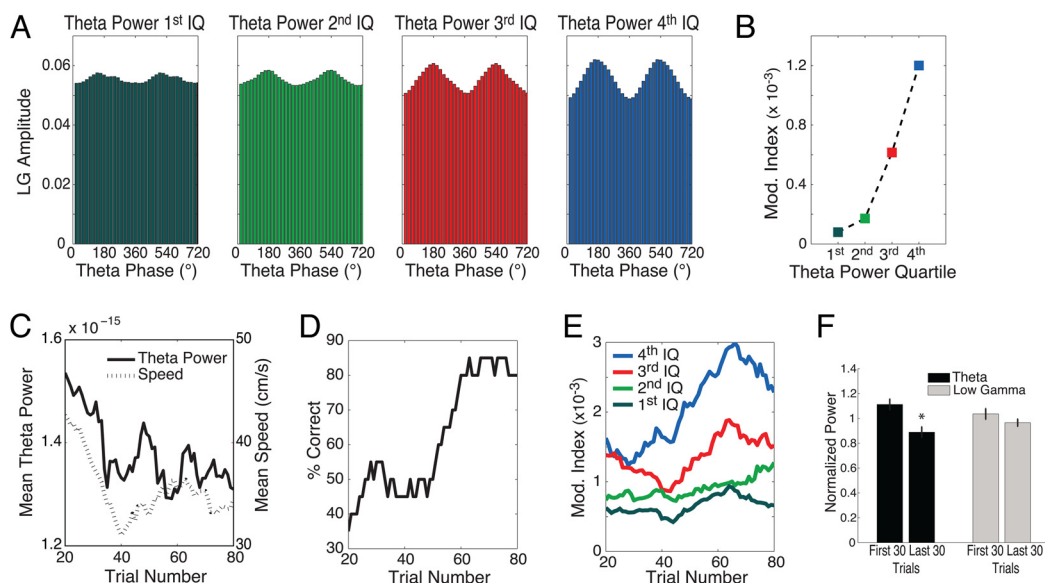 A
Theta Power 1st IQ
Theta Power 2nd IQ
Theta Power 3rd IQ
Theta Power 4th IQ
LG Amplitude
0.06
0.04
0.02
0
0 180 360 540 720
0 180 360 540 720
0 180 360 540 720
0 180 360 540 720
Theta Phase (°)
Theta Phase (°)
Theta Phase (°)
Theta Phase (°)
B
Mod. Index (x 10-3)
1.2
0.8
0.4
0
1st 2nd 3rd 4th
Theta Power Quartile
C
x 10-15
Mean Theta Power
1.6
1.4
1.2
Theta Power
Speed
50
40
30
Mean Speed (cm/s)
20 40 60 80
Trial Number
D
% Correct
90
80
70
60
50
40
30
20 40 60 80
Trial Number
E
Mod. Index (x10-3)
3
2
1
0
4th IQ
3rd IQ
2nd IQ
1st IQ
20 40 60 80
Trial Number
F
Normalized Power
1.4
1.2
1
0.8
0.6
0.4
0.2
0
Theta
Low Gamma
*
First 30 Last 30
Trials
First 30 Last 30
Trials